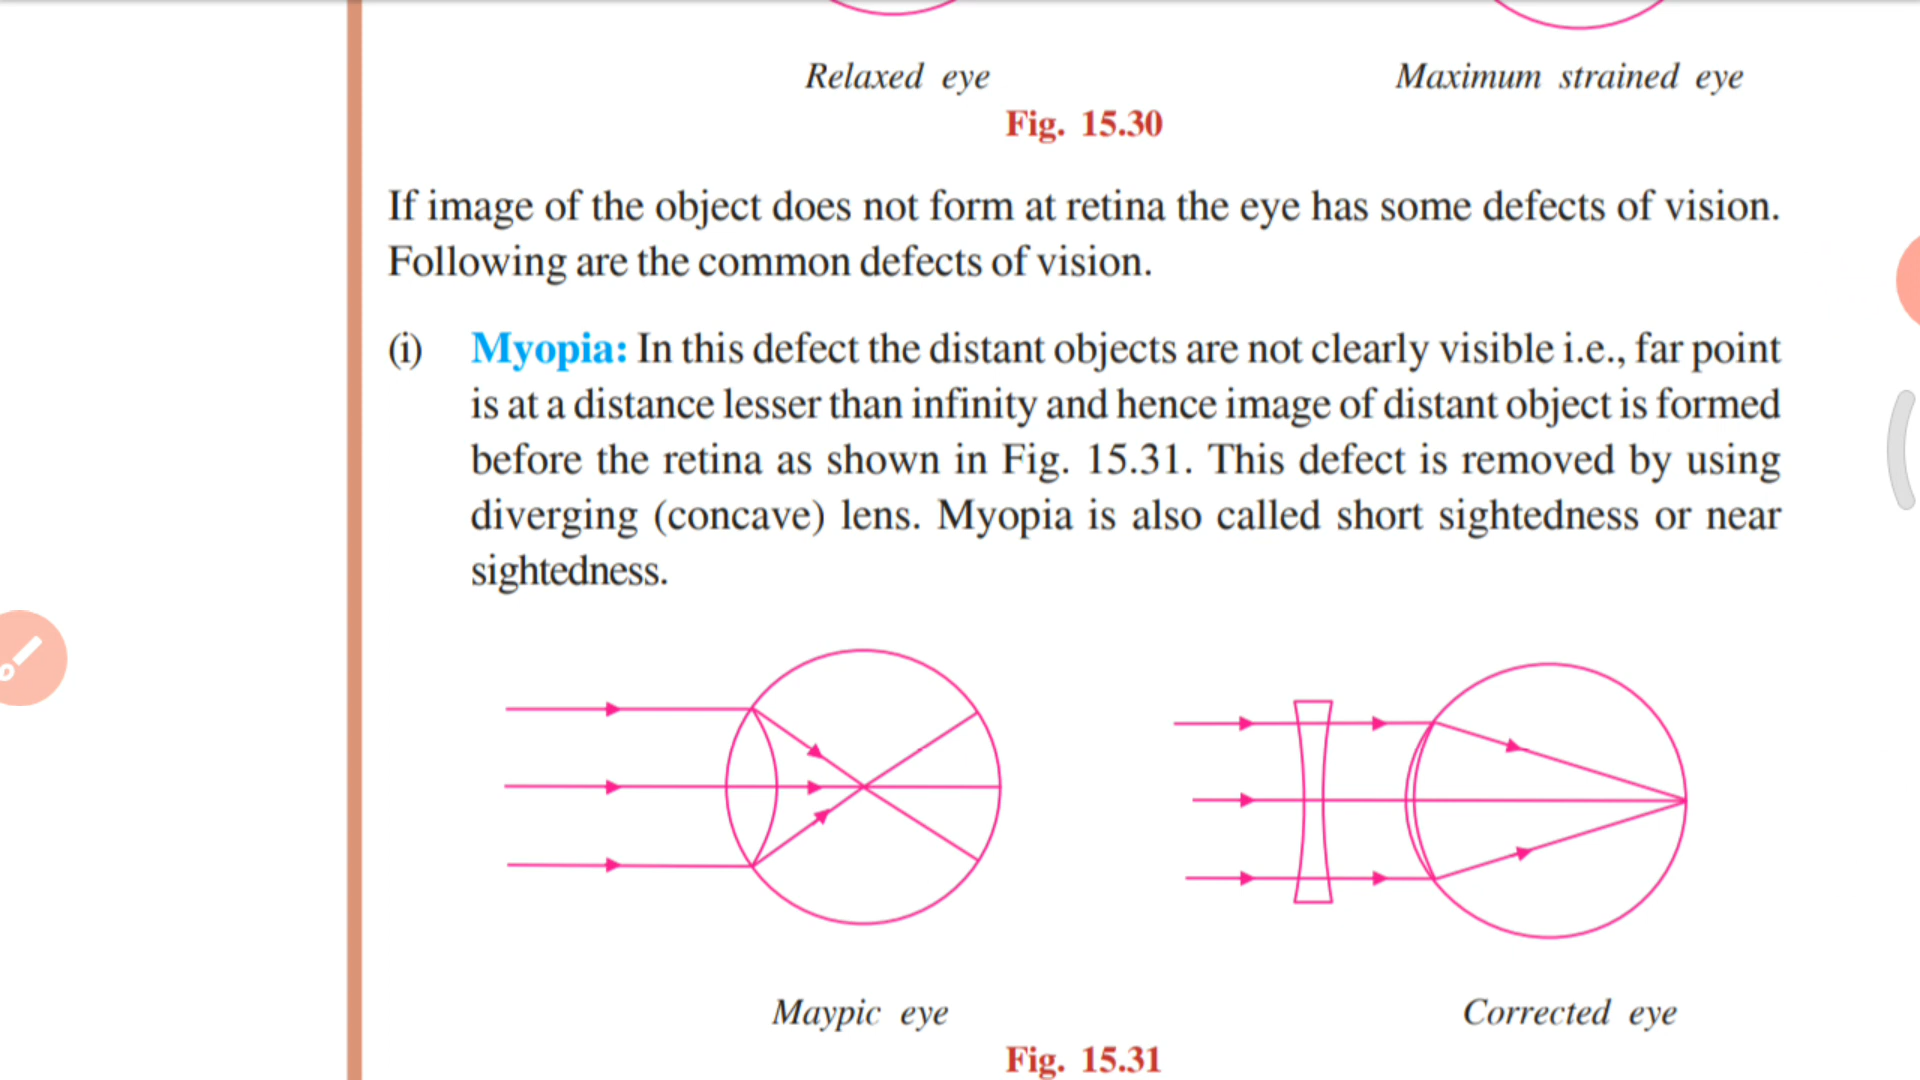 Relaxed eye
Maximum strained eye
Fig. 15.30
If image of the object does not form at retina the eye has some defects of vision.
Following are the common defects of vision.
(i) Myopia: In this defect the distant objects are not clearly visible i.e., far point
is at a distance lesser than infinity and hence image of distant object is formed
before the retina as shown in Fig. 15.31. This defect is removed by using
diverging (concave) lens. Myopia is also called short sightedness or near
sightedness.
Maypic eye
Corrected eye
Fig. 15.31